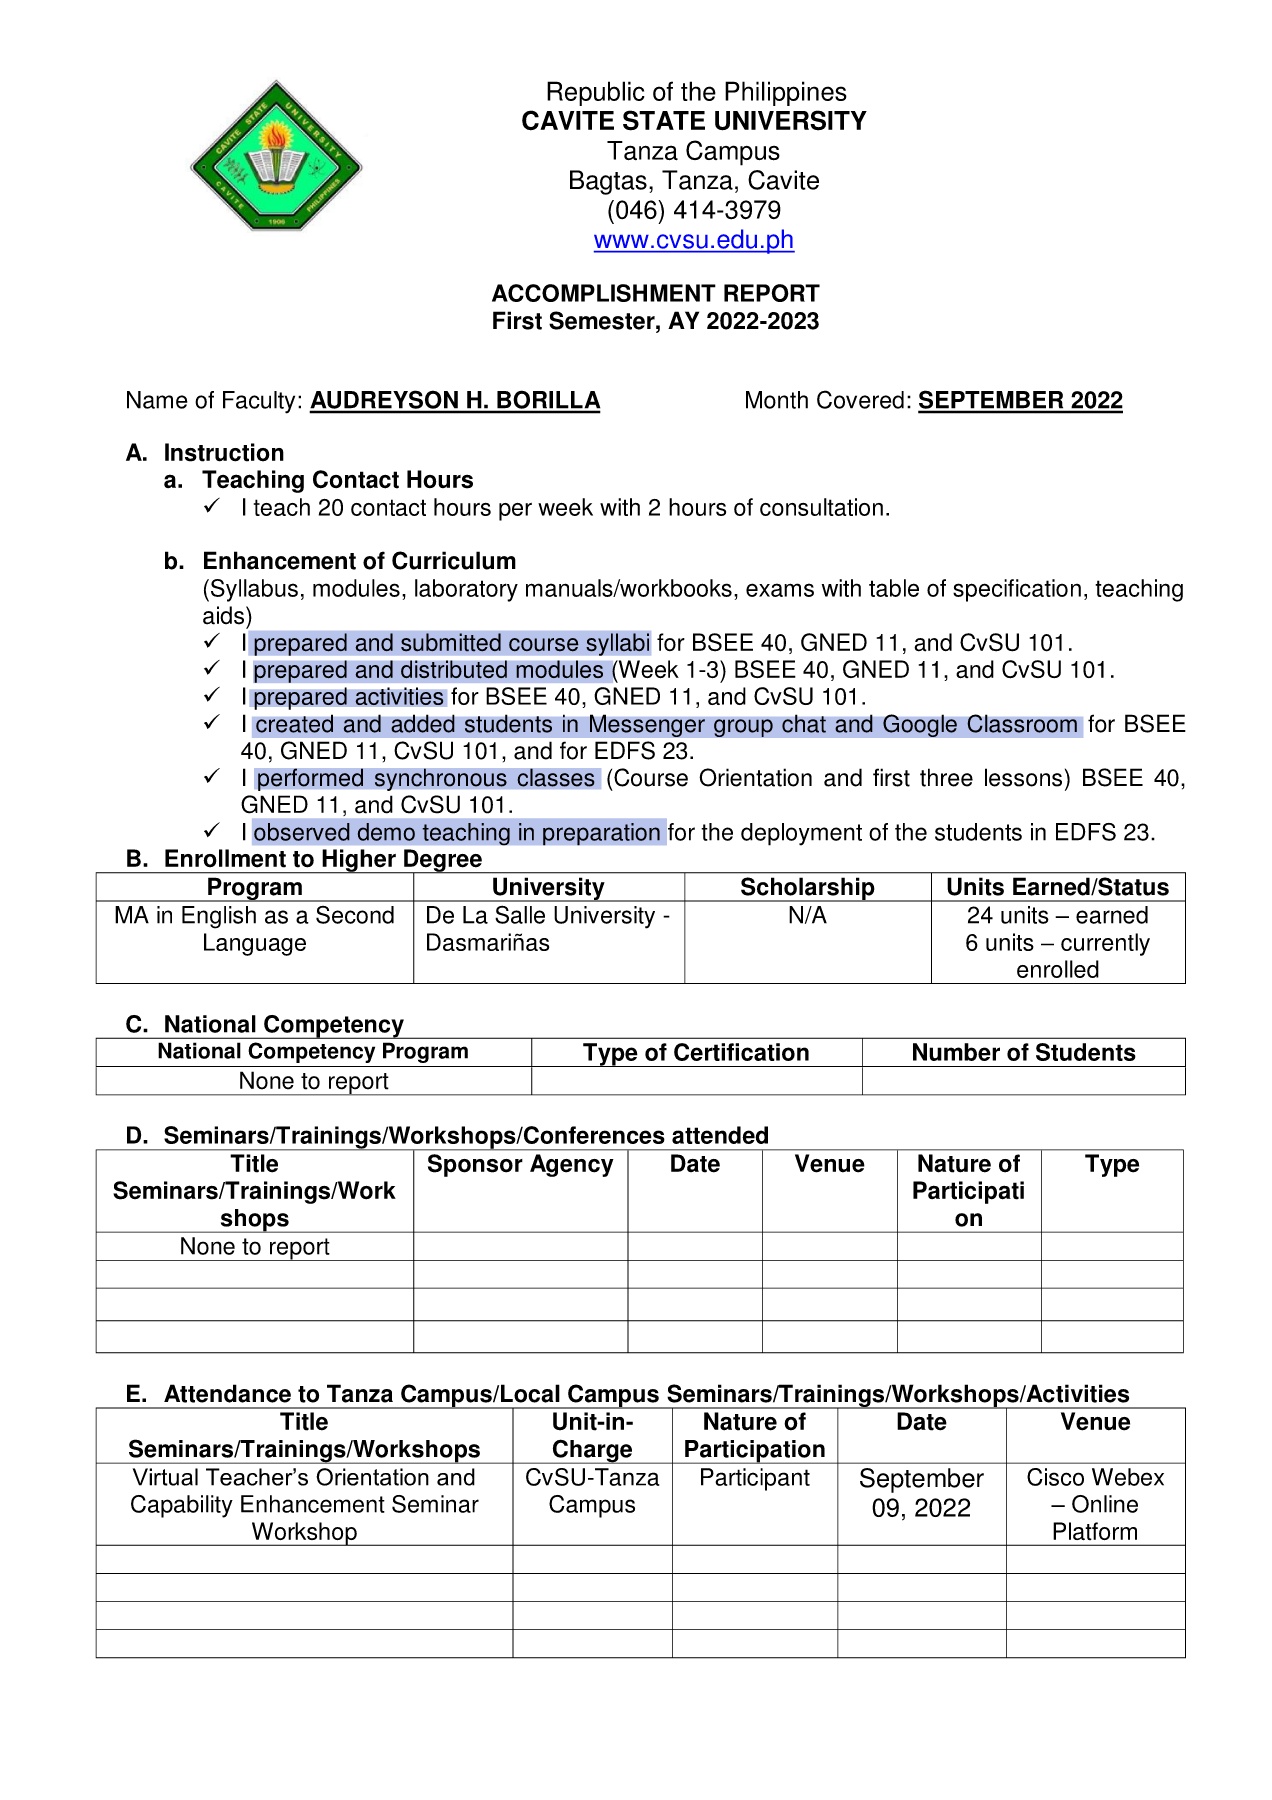 CAVITE STATE UNIVERSITY
CAVITE
PHILIPPINES
1906
Republic of the Philippines
CAVITE STATE UNIVERSITY
Tanza Campus
Bagtas, Tanza, Cavite
(046) 414-3979
www.cvsu.edu.ph
ACCOMPLISHMENT REPORT
First Semester, AY 2022-2023
Name of Faculty: AUDREYSON H. BORILLA Month Covered: SEPTEMBER 2022
A. Instruction
a. Teaching Contact Hours
✓ I teach 20 contact hours per week with 2 hours of consultation.
b. Enhancement of Curriculum
(Syllabus, modules, laboratory manuals/workbooks, exams with table of specification, teaching
aids)
✓ I prepared and submitted course syllabi for BSEE 40, GNED 11, and CvSU 101.
✓ I prepared and distributed modules (Week 1-3) BSEE 40, GNED 11, and CvSU 101.
✓ I prepared activities for BSEE 40, GNED 11, and CvSU 101.
✓ I created and added students in Messenger group chat and Google Classroom for BSEE
40, GNED 11, CvSU 101, and for EDFS 23.
✓ I performed synchronous classes (Course Orientation and first three lessons) BSEE 40,
GNED 11, and CvSU 101.
✓ I observed demo teaching in preparation for the deployment of the students in EDFS 23.
B. Enrollment to Higher Degree
Program University Scholarship Units Earned/Status
MA in English as a Second De La Salle University - N/A 24 units – earned
Language Dasmariñas 6 units – currently
enrolled
C. National Competency
National Competency Program Type of Certification Number of Students
None to report
D. Seminars/Trainings/Workshops/Conferences attended
Title Sponsor Agency Date Venue Nature of Type
Seminars/Trainings/Work Participati
shops on
None to report
E. Attendance to Tanza Campus/Local Campus Seminars/Trainings/Workshops/Activities
Title Unit-in- Nature of Date Venue
Seminars/Trainings/Workshops Charge Participation
Virtual Teacher’s Orientation and CvSU-Tanza Participant September Cisco Webex
Capability Enhancement Seminar Campus 09, 2022 – Online
Workshop Platform